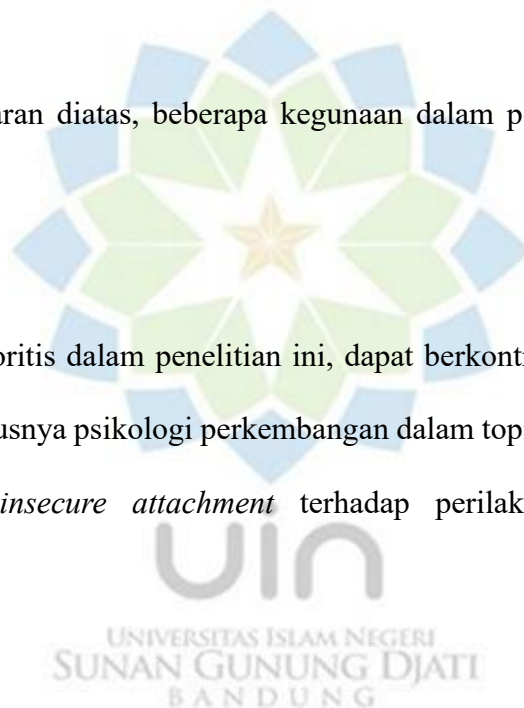 aran diatas, beberapa kegunaan dalam p
oritis dalam penelitian ini, dapat berkont
usnya psikologi perkembangan dalam top
insecure attachment terhadap perilak
uin
UNIVERSITAS ISLAM NEGERI
SUNAN GUNUNG DJATI
BANDUNG